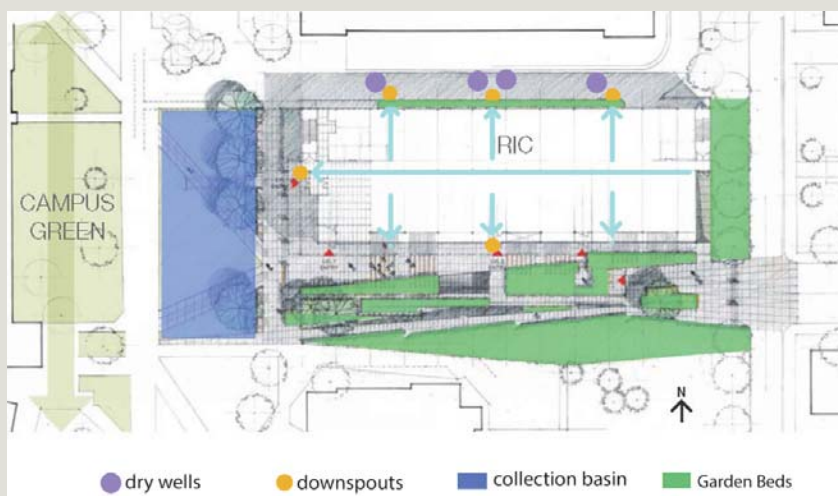 RIC
CAMPUS
GREEN
N
dry wells
downspouts
collection basin
Garden Beds